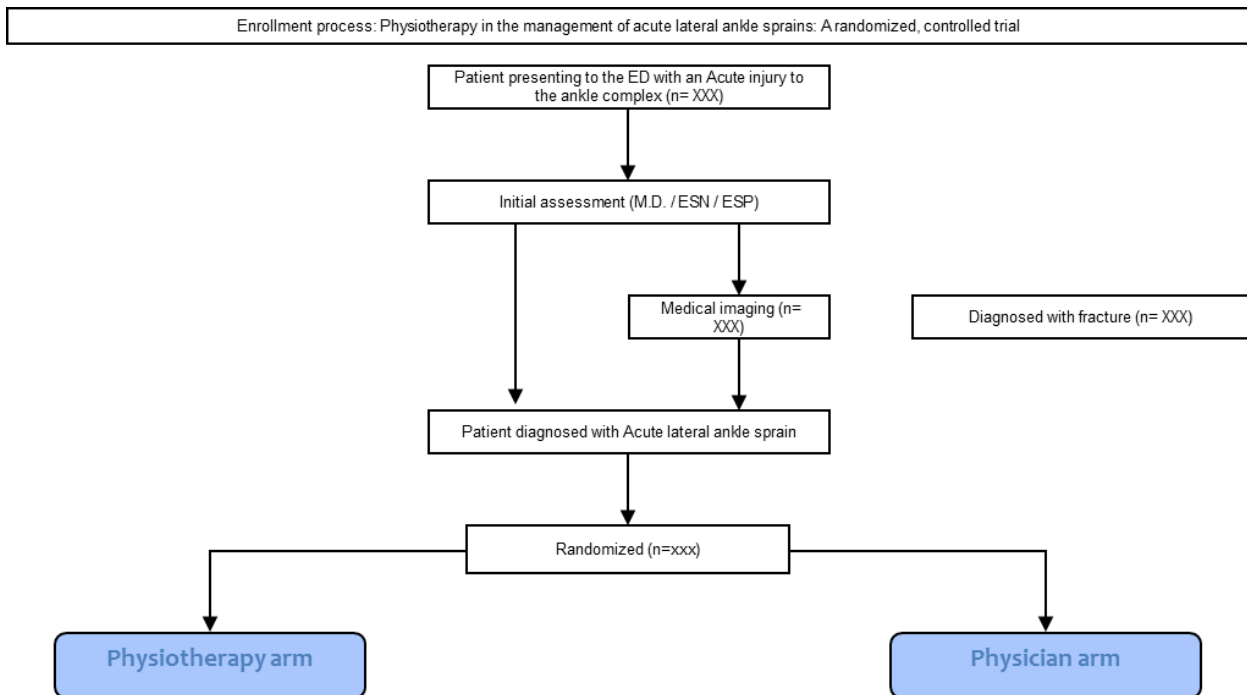 Enrollment process: Physiotherapy in the management of acute lateral ankle sprains: A randomized, controlled trial
Patient presenting to the ED with an Acute injury to
the ankle complex (n= XXX)
Initial assessment (M.D. / ESN / ESP)
Medical imaging (n=
XXX)
Diagnosed with fracture (n= XXX)
Patient diagnosed with Acute lateral ankle sprain
Randomized (n=xxx)
Physiotherapy arm
Physician arm